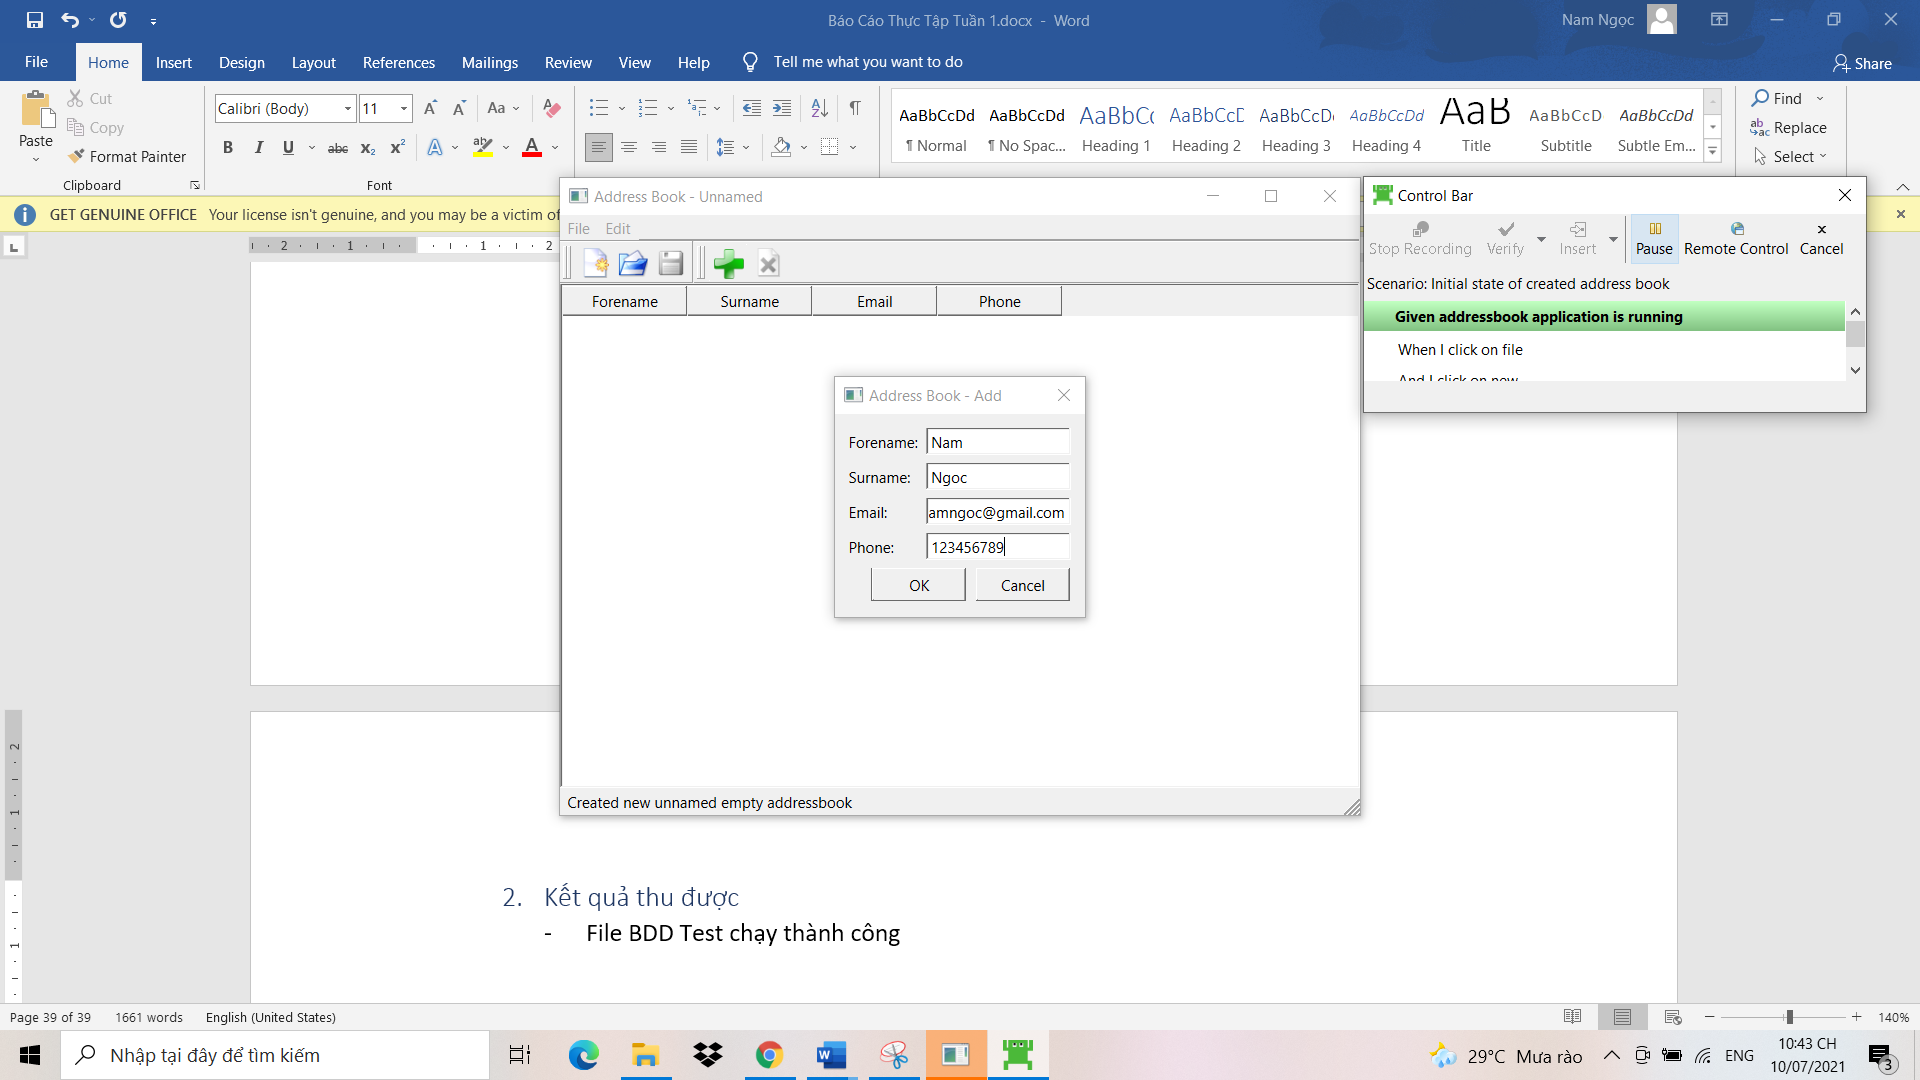 Báo Cáo Thực Tập Tuần 1.docx - Word
Nam Ngọc
File Home Insert Design Layout References Mailings Review View Help Tell me what you want to do Share
Paste
Cut
Copy
Format Painter
Clipboard
Calibri (Body) 11
Font
AaBbCcDd AaBbCcDd AaBbC AaBbCcD AaBbCcD AaBbCcDd AaB AaBbCcD AaBbCcDd
¶ Normal ¶ No Spac... Heading 1 Heading 2 Heading 3 Heading 4 Title Subtitle Subtle Em...
Find
Replace
Select
GET GENUINE OFFICE Your license isn't genuine, and you may be a victim of
Address Book - Unnamed
File Edit
Forename Surname Email Phone
Address Book - Add
Forename: Nam
Surname: Ngoc
Email: amngoc@gmail.com
Phone: 123456789
OK Cancel
Created new unnamed empty addressbook
Control Bar
Stop Recording Verify Insert Pause Remote Control Cancel
Scenario: Initial state of created address book
Given addressbook application is running
When I click on file
And I click on new
2. Kết quả thu được
- File BDD Test chạy thành công
Page 39 of 39 1661 words English (United States) 140%
Nhập tại đây để tìm kiếm
29°C Mưa rào
ENG
10:43 CH
10/07/2021
3